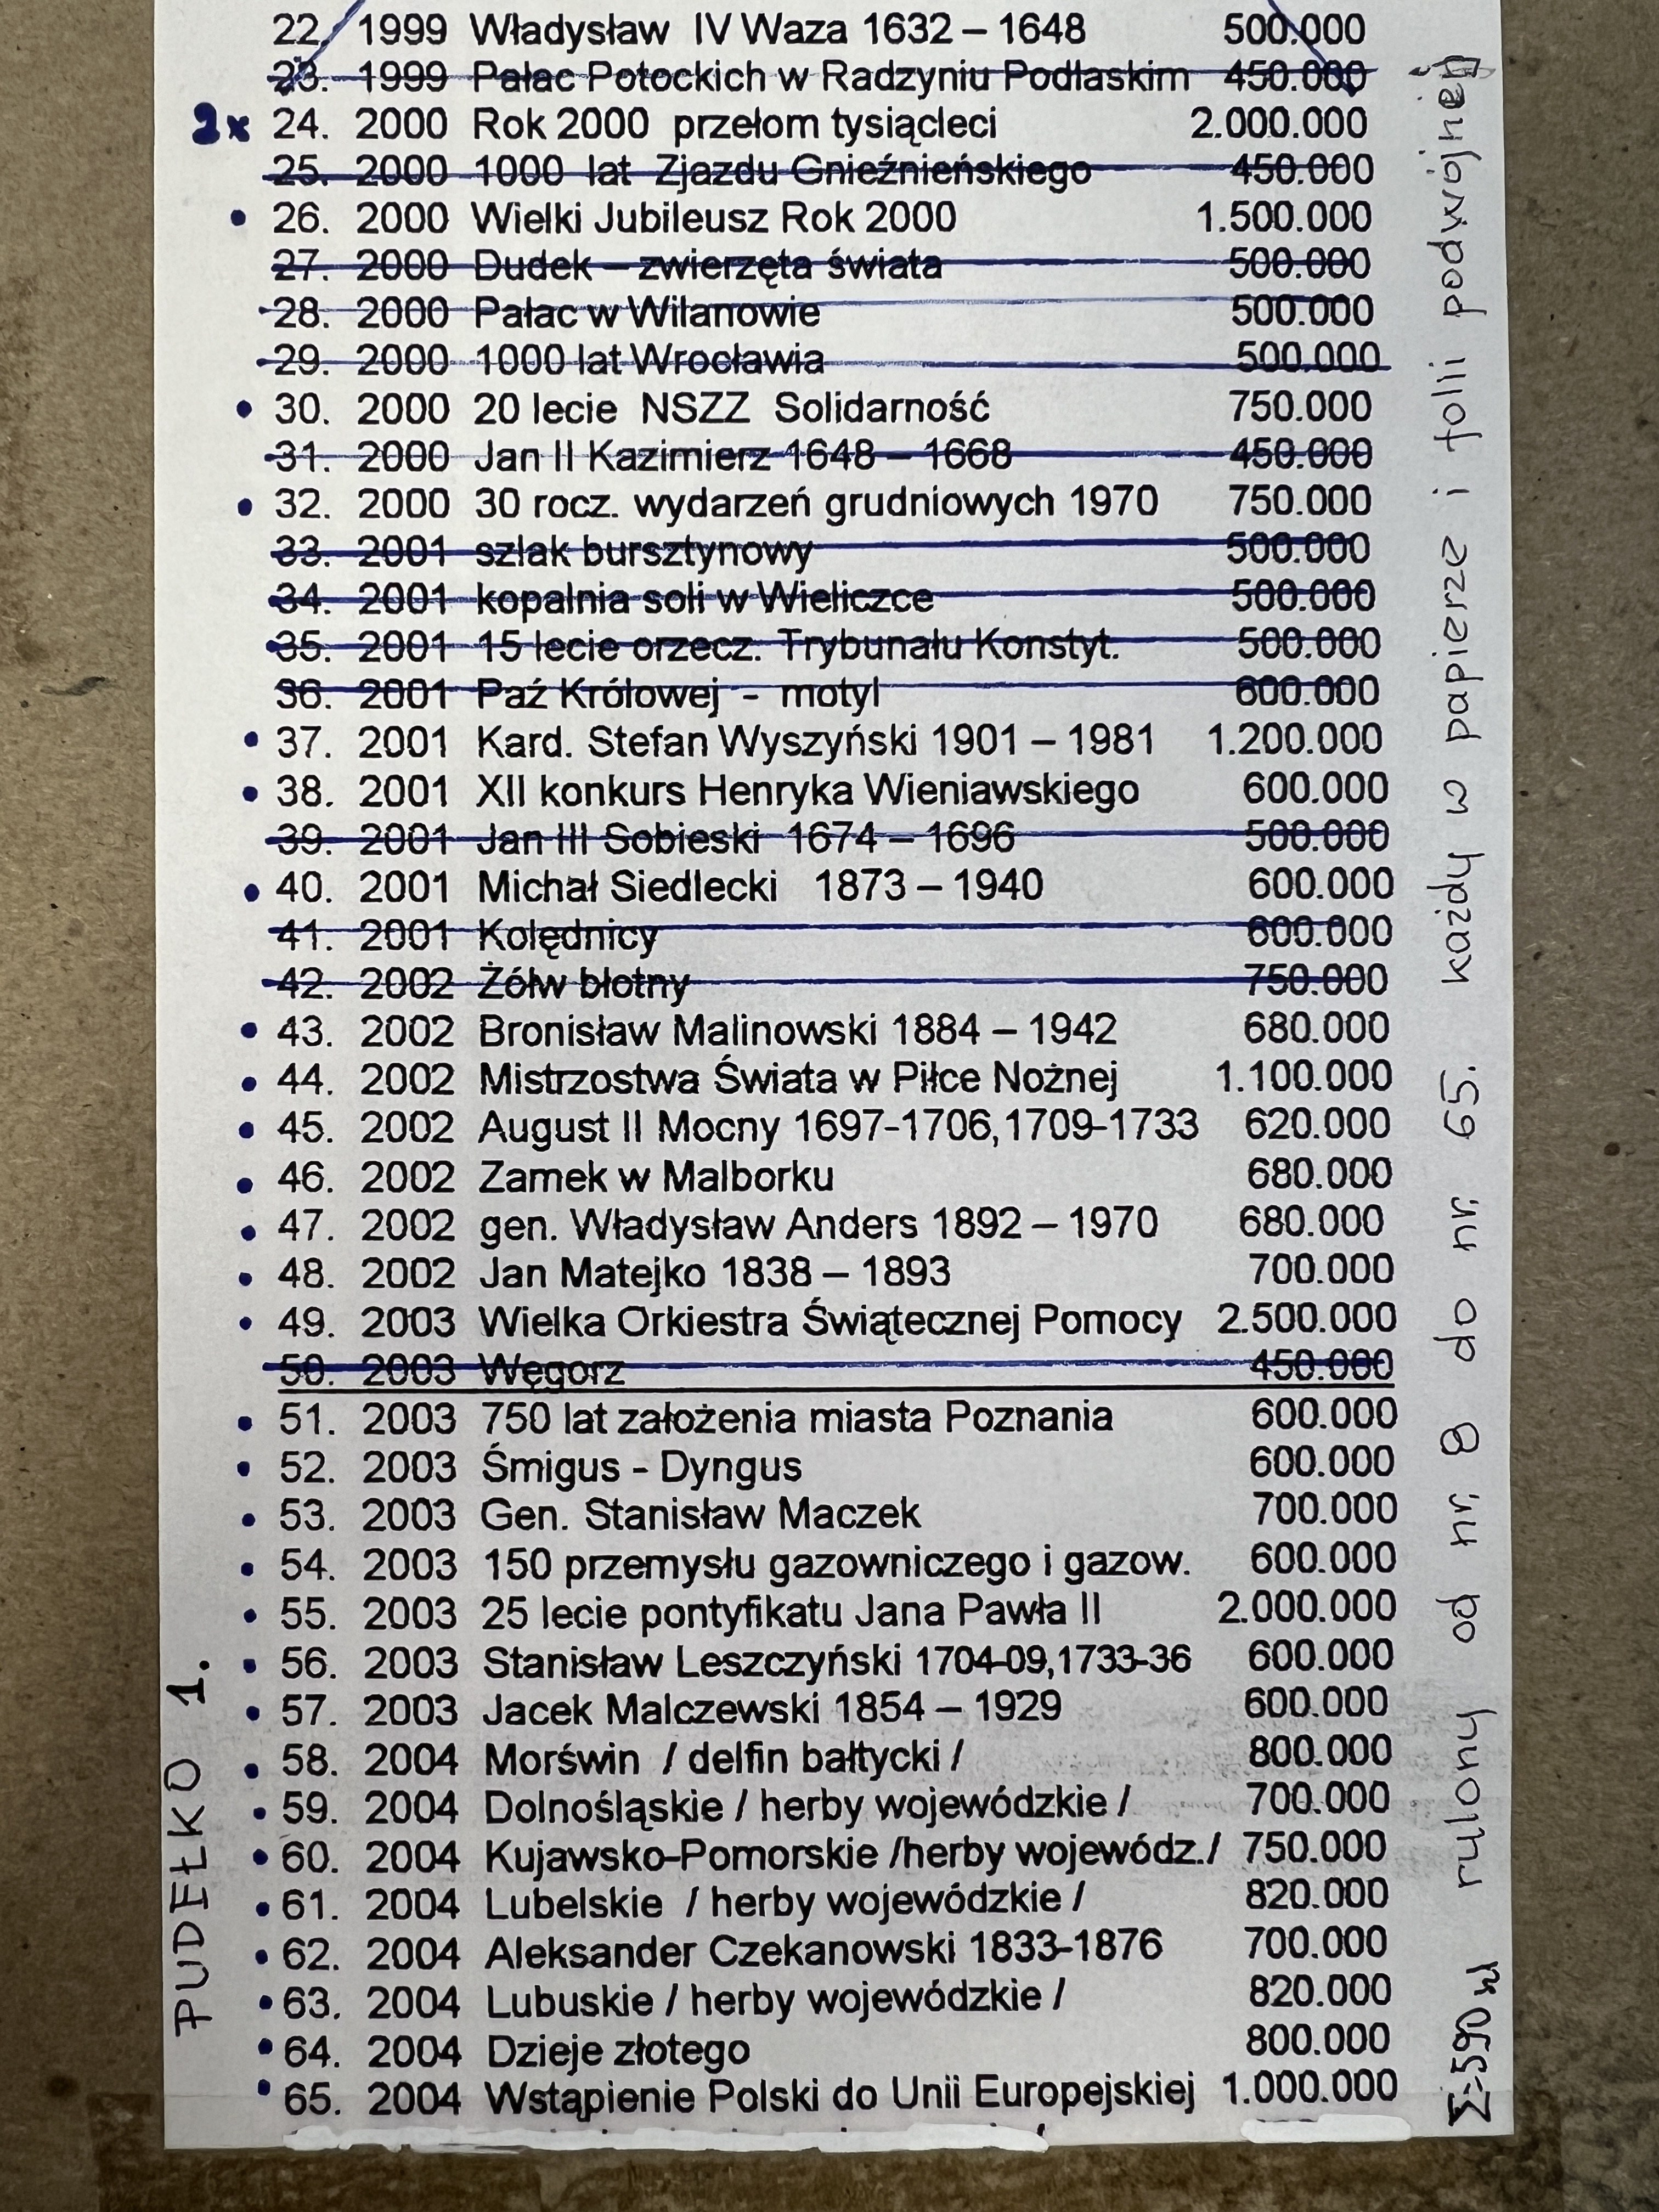 22. 1999 Władysław IV Waza 1632 – 1648 500.000
23. 1999 Pałac Potockich w Radzyniu Podlaskim 450.000
2x 24. 2000 Rok 2000 przełom tysiącleci 2.000.000
25. 2000 1000 lat Zjazdu Gnieźnieńskiego 450.000
• 26. 2000 Wielki Jubileusz Rok 2000 1.500.000
27. 2000 Dudek – zwierzęta świata 500.000
28. 2000 Pałac w Wilanowie 500.000
29. 2000 1000 lat Wrocławia 500.000
• 30. 2000 20 lecie NSZZ Solidarność 750.000
31. 2000 Jan II Kazimierz 1648 – 1668 450.000
• 32. 2000 30 rocz. wydarzeń grudniowych 1970 750.000
33. 2001 szlak bursztynowy 500.000
34. 2001 kopalnia soli w Wieliczce 500.000
35. 2001 15 lecie orzecz. Trybunału Konstyt. 500.000
36. 2001 Paź Królowej - motyl 600.000
• 37. 2001 Kard. Stefan Wyszyński 1901 – 1981 1.200.000
• 38. 2001 XII konkurs Henryka Wieniawskiego 600.000
39. 2001 Jan III Sobieski 1674 – 1696 500.000
• 40. 2001 Michał Siedlecki 1873 – 1940 600.000
41. 2001 Kolędnicy 600.000
42. 2002 Żółw błotny 750.000
• 43. 2002 Bronisław Malinowski 1884 – 1942 680.000
• 44. 2002 Mistrzostwa Świata w Piłce Nożnej 1.100.000
• 45. 2002 August II Mocny 1697-1706,1709-1733 620.000
• 46. 2002 Zamek w Malborku 680.000
• 47. 2002 gen. Władysław Anders 1892 – 1970 680.000
• 48. 2002 Jan Matejko 1838 – 1893 700.000
• 49. 2003 Wielka Orkiestra Świątecznej Pomocy 2.500.000
50. 2003 Węgorz 450.000
• 51. 2003 750 lat założenia miasta Poznania 600.000
• 52. 2003 Śmigus - Dyngus 600.000
• 53. 2003 Gen. Stanisław Maczek 700.000
• 54. 2003 150 przemysłu gazowniczego i gazow. 600.000
• 55. 2003 25 lecie pontyfikatu Jana Pawła II 2.000.000
• 56. 2003 Stanisław Leszczyński 1704-09,1733-36 600.000
• 57. 2003 Jacek Malczewski 1854 – 1929 600.000
• 58. 2004 Morświn / delfin bałtycki / 800.000
• 59. 2004 Dolnośląskie / herby wojewódzkie / 700.000
• 60. 2004 Kujawsko-Pomorskie /herby wojewódz./ 750.000
• 61. 2004 Lubelskie / herby wojewódzkie / 820.000
• 62. 2004 Aleksander Czekanowski 1833-1876 700.000
• 63. 2004 Lubuskie / herby wojewódzkie / 820.000
• 64. 2004 Dzieje złotego 800.000
• 65. 2004 Wstąpienie Polski do Unii Europejskiej 1.000.000
PUDEŁKO 1.
rulony od nr. 8 do nr. 65. każdy w papierze i folii podwójnej
Σ=590 zł